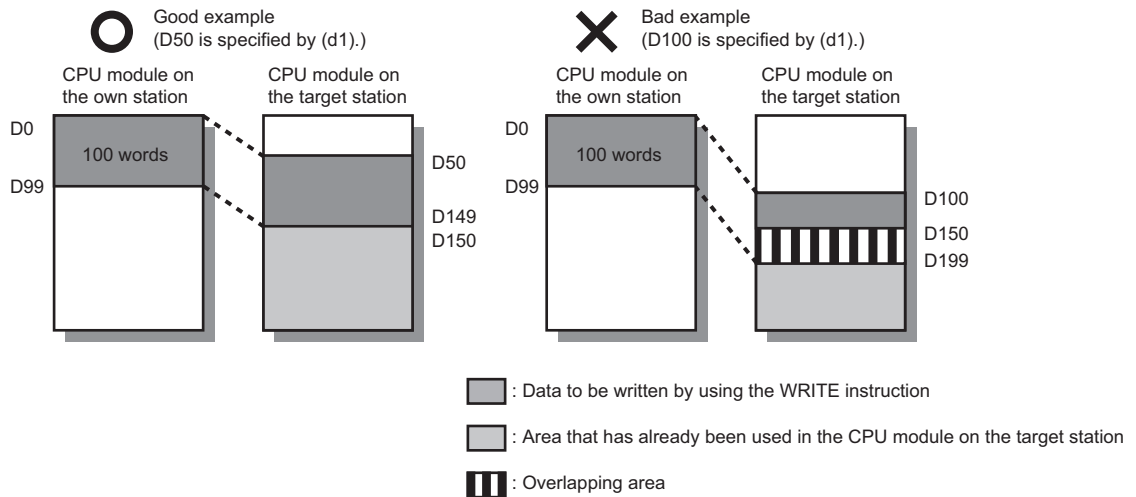 Good example
(D50 is specified by (d1).)
CPU module on
the own station
CPU module on
the target station
D0
100 words
D99
D50
D149
D150
Bad example
(D100 is specified by (d1).)
CPU module on
the own station
CPU module on
the target station
D0
100 words
D99
D100
D150
D199
: Data to be written by using the WRITE instruction
: Area that has already been used in the CPU module on the target station
: Overlapping area